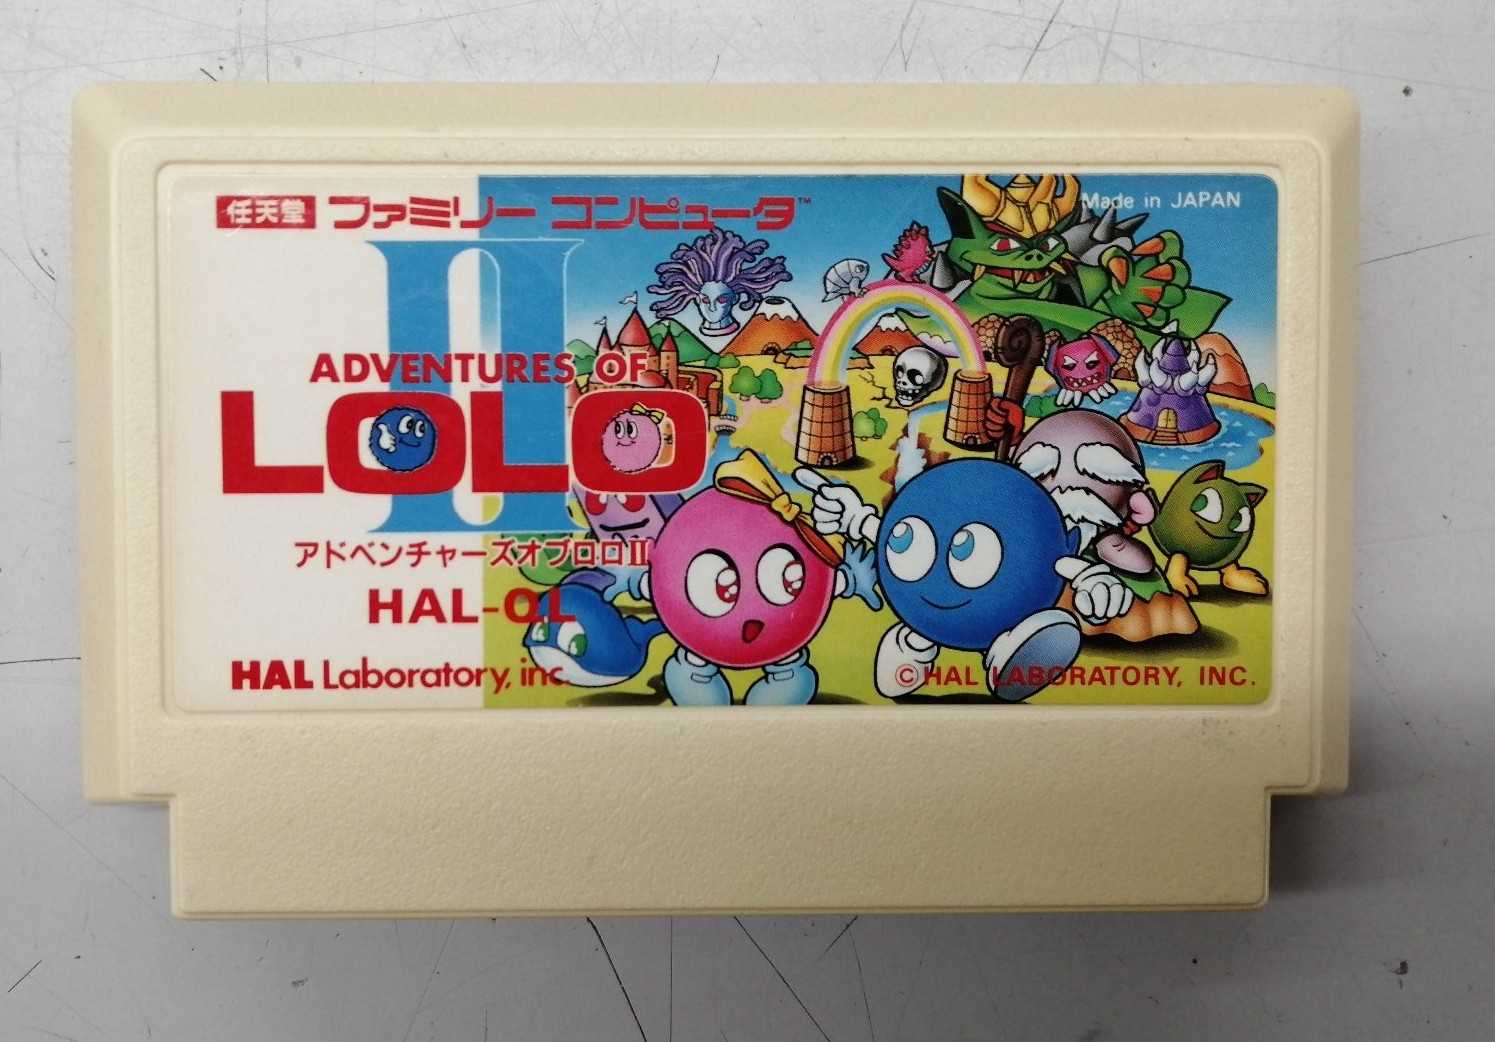 任天堂 ファミリー コンピュータ™
Made in JAPAN
II
ADVENTURES OF
LOLO
アドベンチャーズオブロロII
HAL-QL
HAL Laboratory, inc.
©HAL LABORATORY, INC.